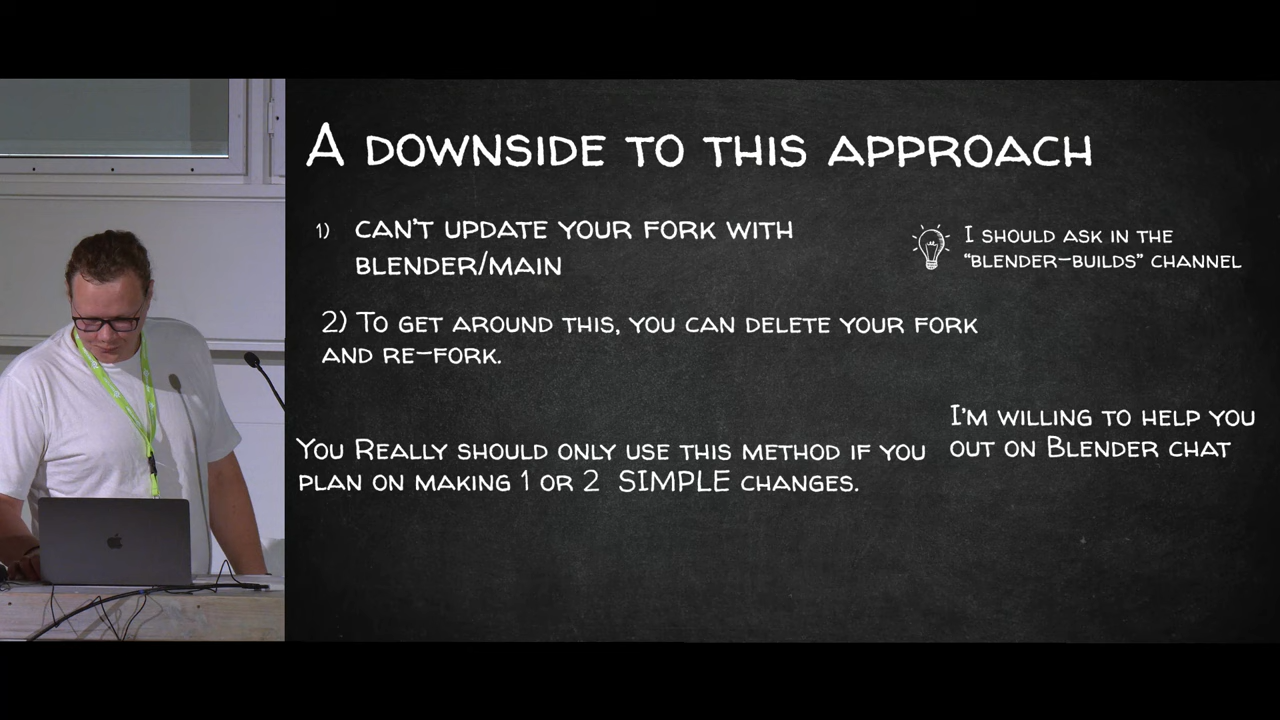 A DOWNSIDE TO THIS APPROACH
1) CAN'T UPDATE YOUR FORK WITH
BLENDER/MAIN
I SHOULD ASK IN THE
"BLENDER-BUILDS" CHANNEL
2) TO GET AROUND THIS, YOU CAN DELETE YOUR FORK
AND RE-FORK.
I'M WILLING TO HELP YOU
OUT ON BLENDER CHAT
YOU REALLY SHOULD ONLY USE THIS METHOD IF YOU
PLAN ON MAKING 1 OR 2 SIMPLE CHANGES.